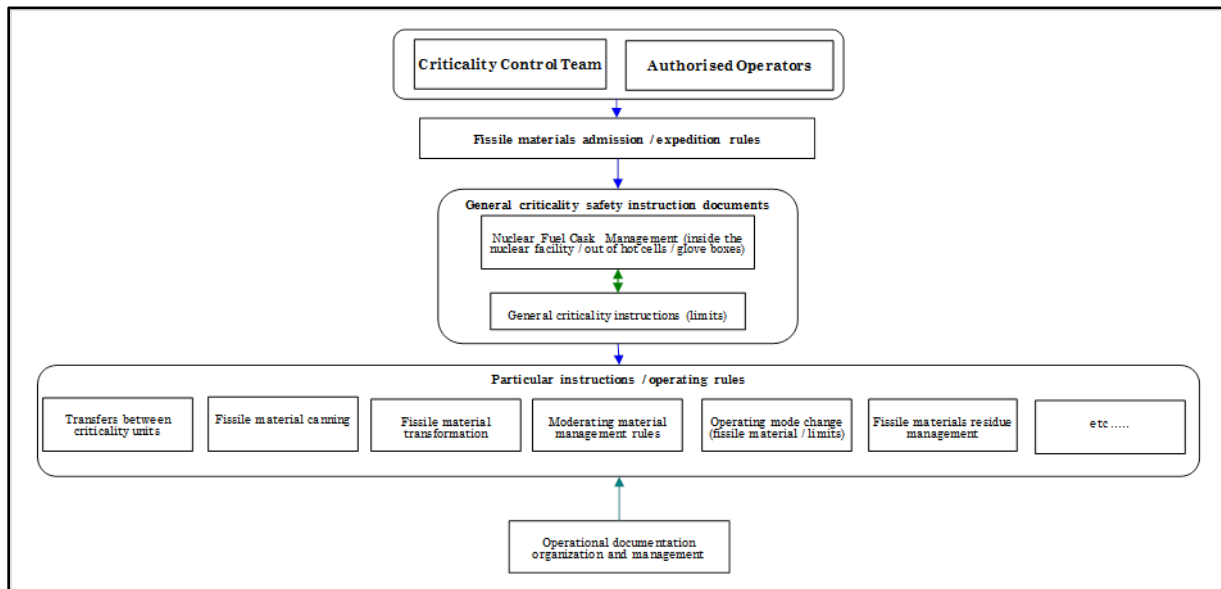 Criticality Control Team
Authorised Operators
Fissile materials admission / expedition rules
General criticality safety instruction documents
Nuclear Fuel Cask Management (inside the
nuclear facility / out of hot cells / glove boxes)
General criticality instructions (limits)
Particular instructions / operating rules
Transfers between
criticality units
Fissile material canning
Fissile material
transformation
Moderating material
management rules
Operating mode change
(fissile material / limits)
Fissile materials residue
management
etc .....
Operational documentation
organization and management